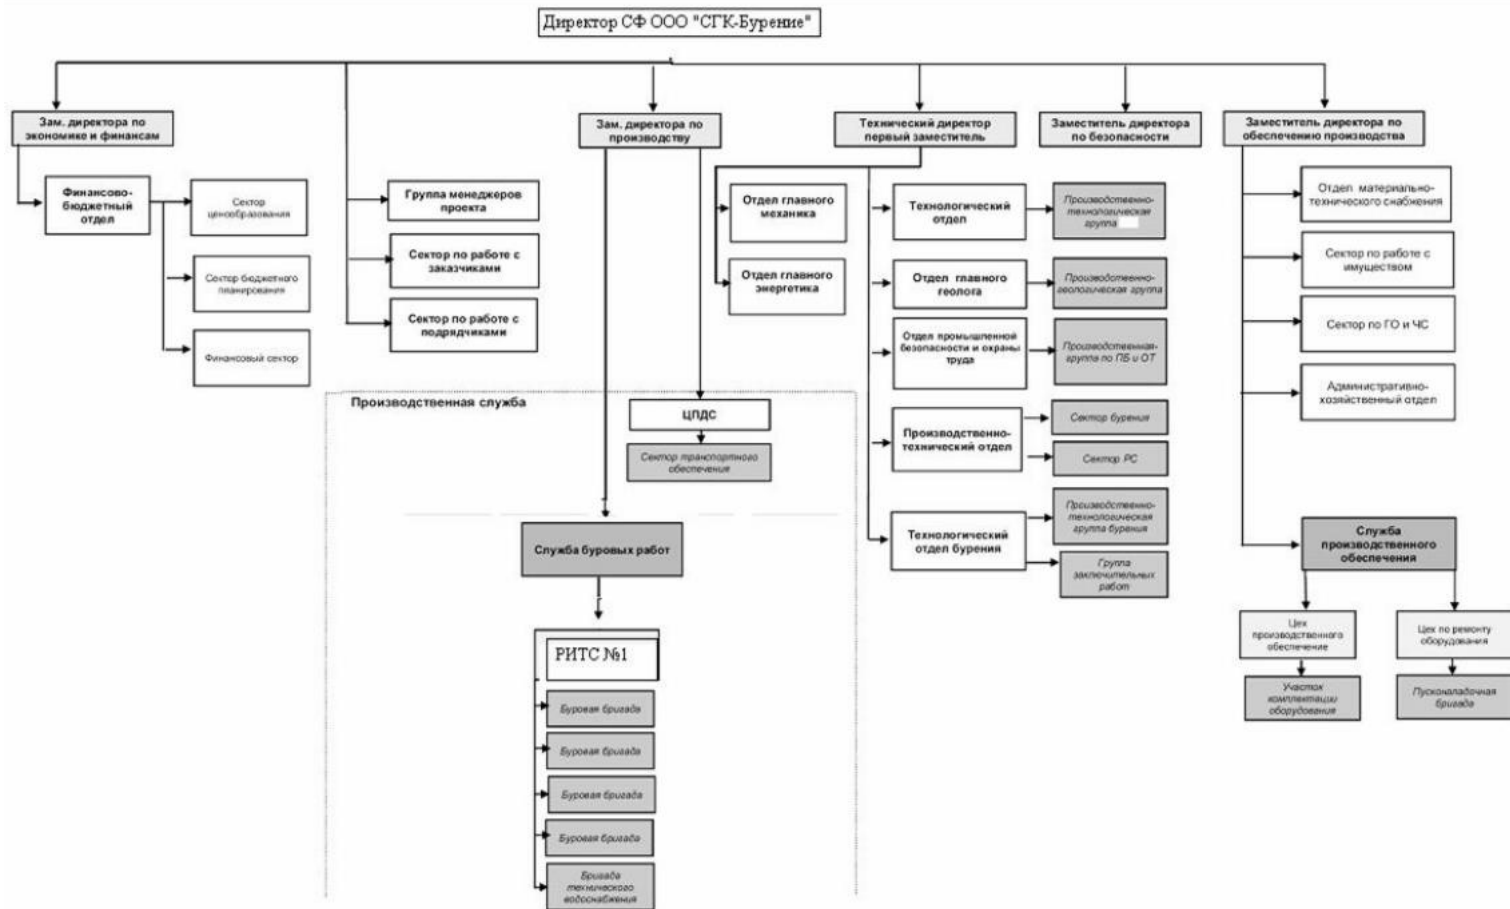 Директор СФ ООО "СГК-Бурение"
Зам. директора по
экономике и финансам
Зам. директора по
производству
Технический директор
первый заместитель
Заместитель директора
по безопасности
Заместитель директора по
обеспечению производства
Финансово-
бюджетный
отдел
Сектор
ценообразования
Сектор бюджетного
планирования
Финансовый сектор
Группа менеджеров
проекта
Сектор по работе с
заказчиками
Сектор по работе с
подрядчиками
Отдел главного
механика
Отдел главного
энергетика
Технологический
отдел
Производственно-
технологическая
группа
Отдел главного
геолога
Производственно-
геологическая группа
Отдел промышленной
безопасности и охраны
труда
Производственная-
группа по ПБ и ОТ
Производственно-
технический отдел
Сектор бурения
Сектор РС
Технологический
отдел бурения
Производственно-
технологическая
группа бурения
Группа
заключительных
работ
Отдел материально-
технического снабжения
Сектор по работе с
имуществом
Сектор по ГО и ЧС
Административно-
хозяйственный отдел
Служба
производственного
обеспечения
Цех
производственного
обеспечение
Цех по ремонту
оборудования
Участок
комплектации
оборудования
Пусконаладочная
бригада
Производственная служба
ЦПДС
Сектор транспортного
обеспечения
Служба буровых работ
РИТС №1
Буровая бригада
Буровая бригада
Буровая бригада
Буровая бригада
Бригада
технического
водоснабжения